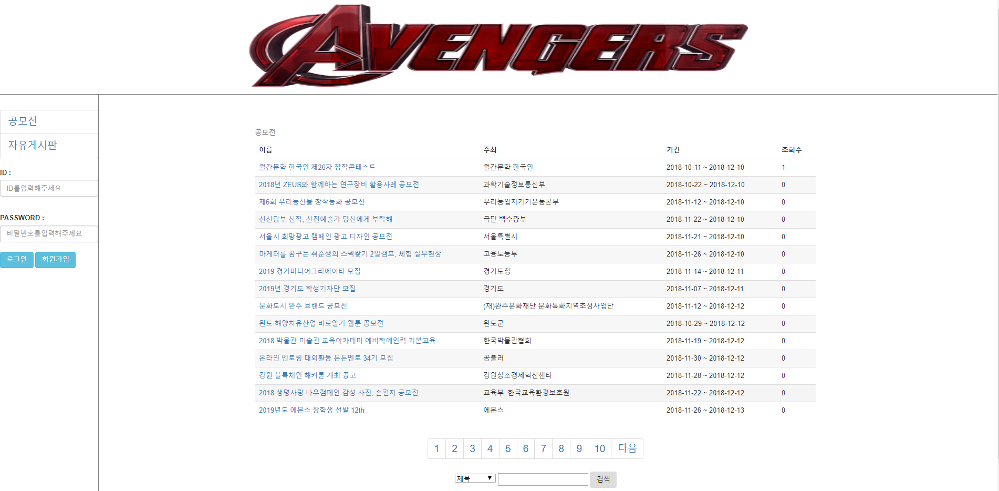 AVENGERS
공모전
자유게시판
ID :
ID를입력해주세요
PASSWORD :
비밀번호를입력해주세요
로그인 회원가입
공모전
이름 주최 기간 조회수
월간문학 한국인 제26차 창작콘테스트 월간문학 한국인 2018-10-11 ~ 2018-12-10 1
2018년 ZEUS와 함께하는 연구장비 활용사례 공모전 과학기술정보통신부 2018-10-22 ~ 2018-12-10 0
제6회 우리농산물 창작동화 공모전 우리농업지키기운동본부 2018-11-12 ~ 2018-12-10 0
신신당부 신작, 신진예술가 당신에게 부탁해 극단 백수광부 2018-11-22 ~ 2018-12-10 0
서울시 희망광고 캠페인 광고 디자인 공모전 서울특별시 2018-11-21 ~ 2018-12-10 0
마케터를 꿈꾸는 취준생의 스펙쌓기 2일캠프, 체험 실무현장 고용노동부 2018-11-26 ~ 2018-12-10 0
2019 경기미디어크리에이터 모집 경기도청 2018-11-14 ~ 2018-12-11 0
2019년 경기도 학생기자단 모집 경기도 2018-11-07 ~ 2018-12-11 0
문화도시 완주 브랜드 공모전 (재)완주문화재단 문화특화지역조성사업단 2018-11-12 ~ 2018-12-12 0
완도 해양치유산업 바로알기 웹툰 공모전 완도군 2018-10-29 ~ 2018-12-12 0
2018 박물관·미술관 교육아카데미 예비학예인력 기본교육 한국박물관협회 2018-11-19 ~ 2018-12-12 0
온라인 멘토링 대외활동 든든멘토 34기 모집 공블러 2018-11-30 ~ 2018-12-12 0
강원 블록체인 해커톤 개최 공고 강원창조경제혁신센터 2018-11-28 ~ 2018-12-12 0
2018 생명사랑 나우캠페인 감성 사진, 손편지 공모전 교육부, 한국교육환경보호원 2018-11-22 ~ 2018-12-12 0
2019년도 에몬스 장학생 선발 12th 에몬스 2018-11-26 ~ 2018-12-13 0
1 2 3 4 5 6 7 8 9 10 다음
제목 ▼ 검색